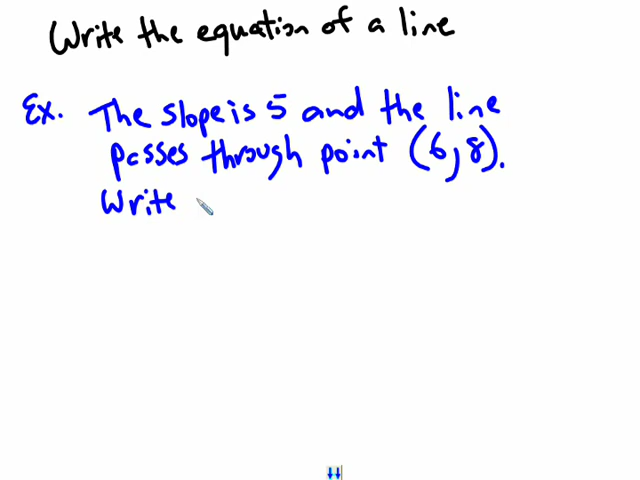 Write the equation of a line
Ex. The slope is 5 and the line
passes through point (6,8).
Write